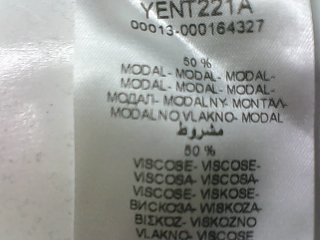 YENT221A
00013-000164327
50 %
MODAL- MODAL- MODAL-
MODAL- MODAL- MODAL-
МОДАЛ- MODALNY- MONTAΛ-
MODALNO VLAKNO- MODAL
مشروط
50 %
VISCOSE- VISCOSE-
VISCOSA- VISCOSA-
VISCOSE- VISKOSE-
ВИСКОЗА- WISKOZA-
ΒΙΣΚΟΖ- VISKOZNO
VLAKNO- VISCOSE